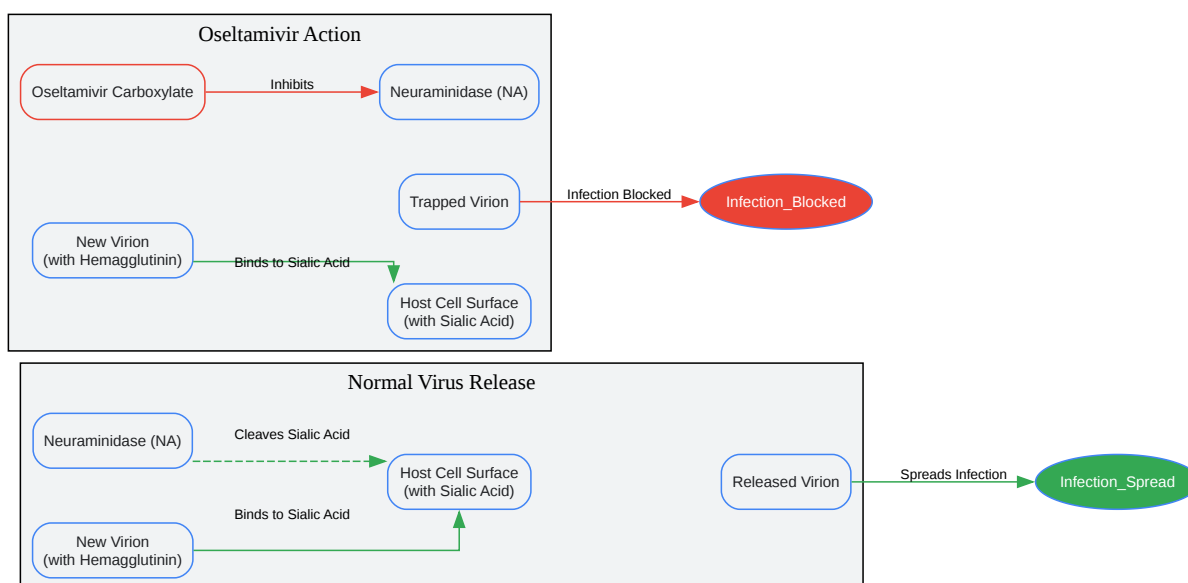 Oseltamivir Action
Oseltamivir Carboxylate
Inhibits
Neuraminidase (NA)
Trapped Virion
Infection Blocked
Infection_Blocked
New Virion
(with Hemagglutinin)
Binds to Sialic Acid
Host Cell Surface
(with Sialic Acid)
Normal Virus Release
Neuraminidase (NA)
Cleaves Sialic Acid
Host Cell Surface
(with Sialic Acid)
Released Virion
Spreads Infection
Infection_Spread
Binds to Sialic Acid
New Virion
(with Hemagglutinin)